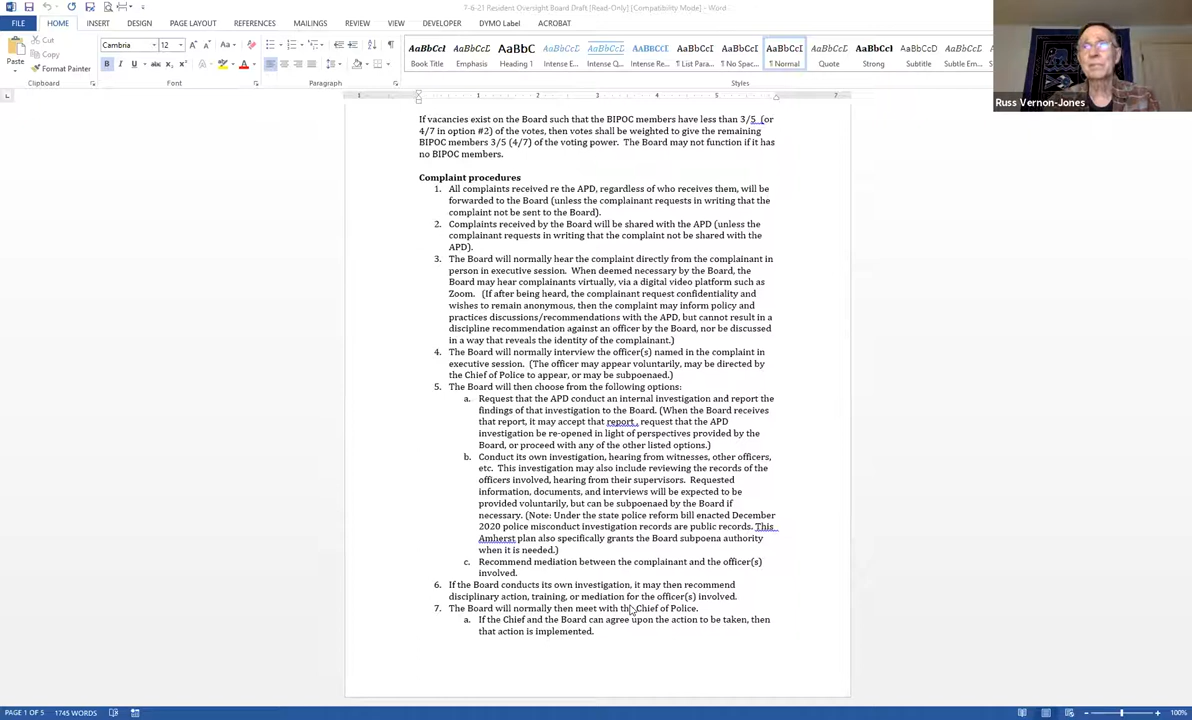 7-6-21 Resident Oversight Board Draft [Read-Only] [Compatibility Mode] - Word
FILE HOME INSERT DESIGN PAGE LAYOUT REFERENCES MAILINGS REVIEW VIEW DEVELOPER DYMO Label ACROBAT
Paste
Cut
Copy
Format Painter
Clipboard
Cambria 12
Font
Paragraph
AaBbCcI AaBbCcD AaBbC AaBbCcI AaBbCcD AaBbCcI AaBbCcI AaBbCcI AaBbCcI AaBbCcD AaBbCcI AaBbCcD
Book Title Emphasis Heading 1 Intense E... Intense Q... Intense Re... ¶ List Para... ¶ No Spac... ¶ Normal Quote Strong Subtitle
Styles
Russ Vernon-Jones
If vacancies exist on the Board such that the BIPOC members have less than 3/5 (or
4/7 in option #2) of the votes, then votes shall be weighted to give the remaining
BIPOC members 3/5 (4/7) of the voting power. The Board may not function if it has
no BIPOC members.
Complaint procedures
1. All complaints received re the APD, regardless of who receives them, will be
forwarded to the Board (unless the complainant requests in writing that the
complaint not be sent to the Board).
2. Complaints received by the Board will be shared with the APD (unless the
complainant requests in writing that the complaint not be shared with the
APD).
3. The Board will normally hear the complaint directly from the complainant in
person in executive session. When deemed necessary by the Board, the
Board may hear complainants virtually, via a digital video platform such as
Zoom. (If after being heard, the complainant request confidentiality and
wishes to remain anonymous, then the complaint may inform policy and
practices discussions/recommendations with the APD, but cannot result in a
discipline recommendation against an officer by the Board, nor be discussed
in a way that reveals the identity of the complainant.)
4. The Board will normally interview the officer(s) named in the complaint in
executive session. (The officer may appear voluntarily, may be directed by
the Chief of Police to appear, or may be subpoenaed.)
5. The Board will then choose from the following options:
a. Request that the APD conduct an internal investigation and report the
findings of that investigation to the Board. (When the Board receives
that report, it may accept that report , request that the APD
investigation be re-opened in light of perspectives provided by the
Board, or proceed with any of the other listed options.)
b. Conduct its own investigation, hearing from witnesses, other officers,
etc. This investigation may also include reviewing the records of the
officers involved, hearing from their supervisors. Requested
information, documents, and interviews will be expected to be
provided voluntarily, but can be subpoenaed by the Board if
necessary. (Note: Under the state police reform bill enacted December
2020 police misconduct investigation records are public records. This
Amherst plan also specifically grants the Board subpoena authority
when it is needed.)
c. Recommend mediation between the complainant and the officer(s)
involved.
6. If the Board conducts its own investigation, it may then recommend
disciplinary action, training, or mediation for the officer(s) involved.
7. The Board will normally then meet with the Chief of Police.
a. If the Chief and the Board can agree upon the action to be taken, then
that action is implemented.
PAGE 1 OF 5 1745 WORDS 100%